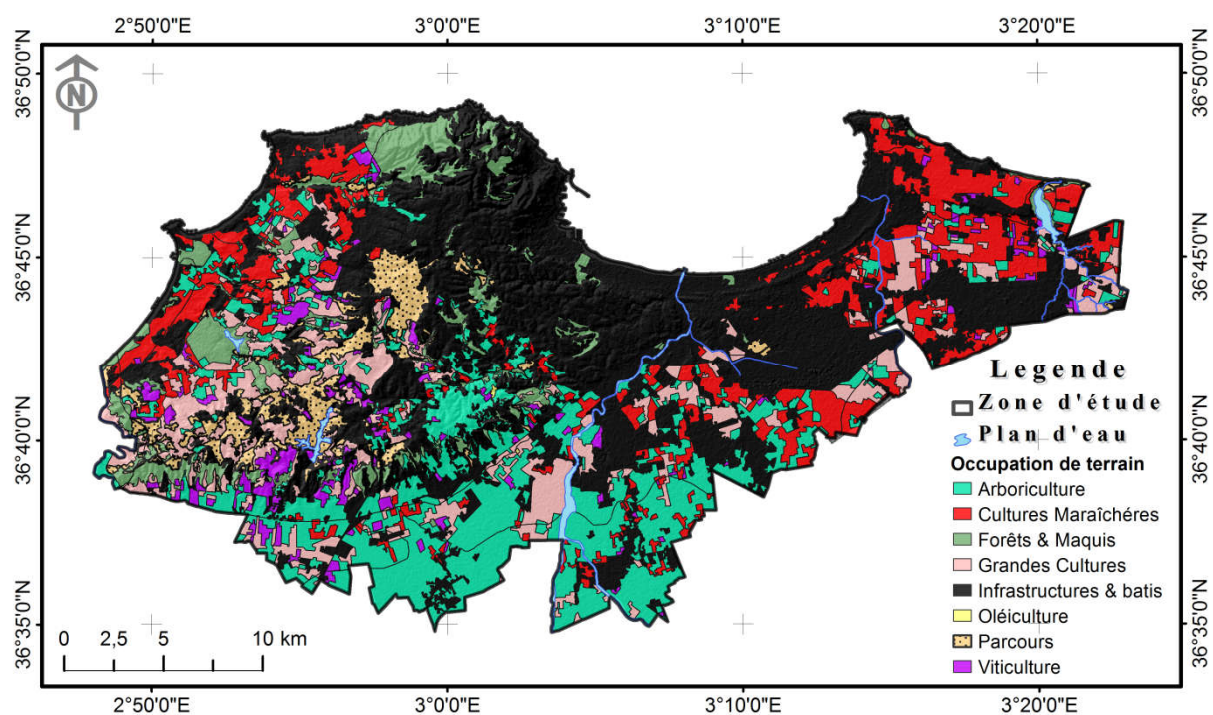 2°50'0"E 3°0'0"E 3°10'0"E 3°20'0"E
36°50'0"N 36°50'0"N
N
36°45'0"N 36°45'0"N
36°40'0"N 36°40'0"N
36°35'0"N 36°35'0"N
Legende
Zone d'étude
Plan d'eau
Occupation de terrain
Arboriculture
Cultures Maraîchéres
Forêts & Maquis
Grandes Cultures
Infrastructures & batis
Oléiculture
Parcours
Viticulture
0 2,5 5 10 km
2°50'0"E 3°0'0"E 3°10'0"E 3°20'0"E